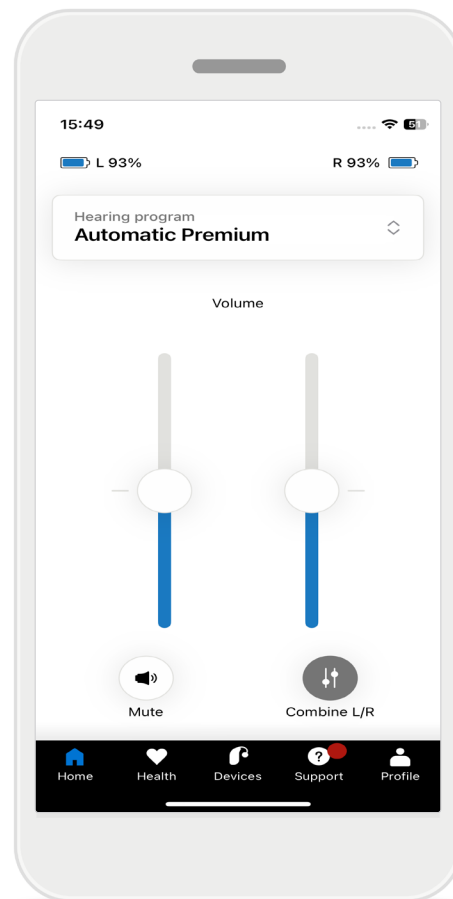 15:49
51
L 93%
R 93%
Hearing program
Automatic Premium
Volume
Mute
Combine L/R
?
Home
Health
Devices
Support
Profile